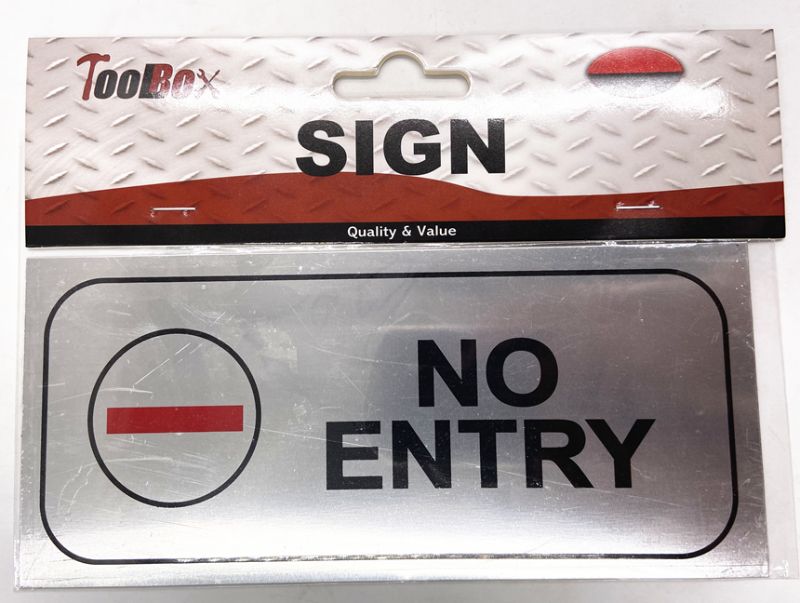 ToolBox
SIGN
Quality & Value
NO
ENTRY